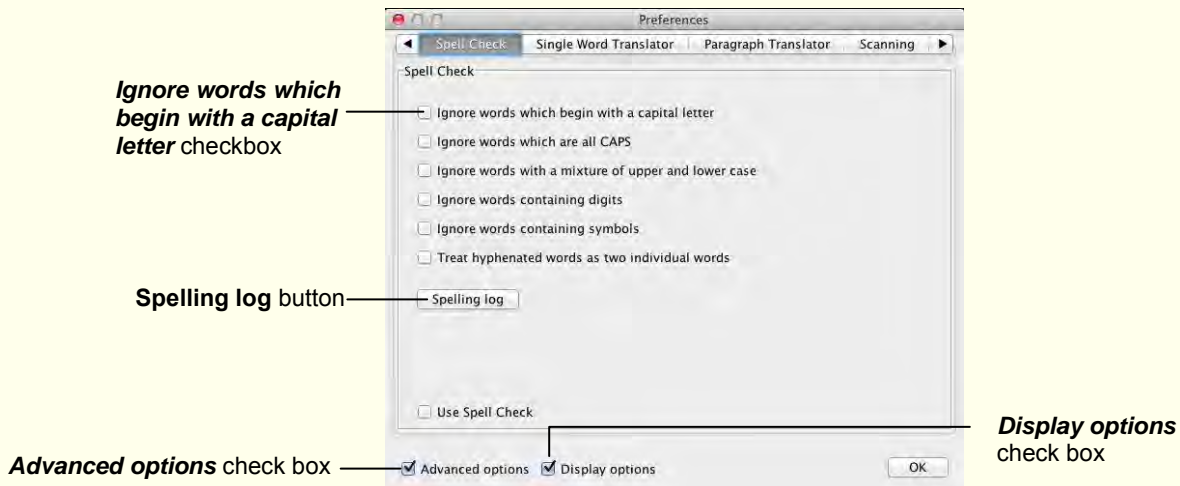 Preferences
Spell Check Single Word Translator Paragraph Translator Scanning
Spell Check
Ignore words which
begin with a capital
letter checkbox
Ignore words which begin with a capital letter
Ignore words which are all CAPS
Ignore words with a mixture of upper and lower case
Ignore words containing digits
Ignore words containing symbols
Treat hyphenated words as two individual words
Spelling log button
Spelling log
Use Spell Check
Display options
check box
Advanced options check box
Advanced options Display options OK